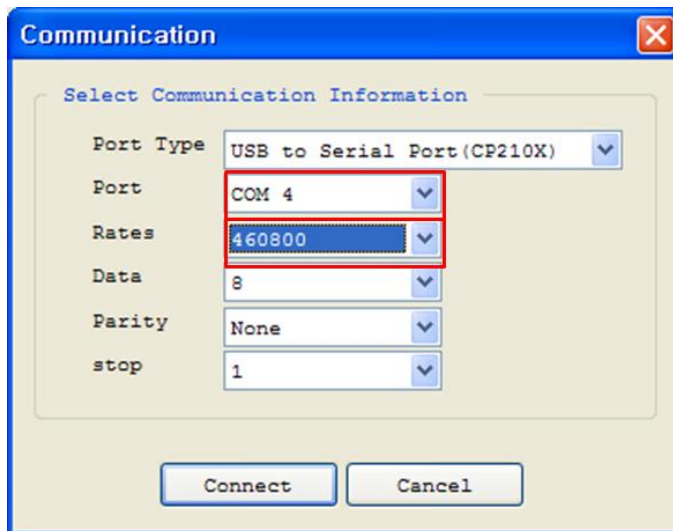 Communication
Select Communication Information
Port Type USB to Serial Port(CP210X)
Port COM 4
Rates 460800
Data 8
Parity None
stop 1
Connect Cancel